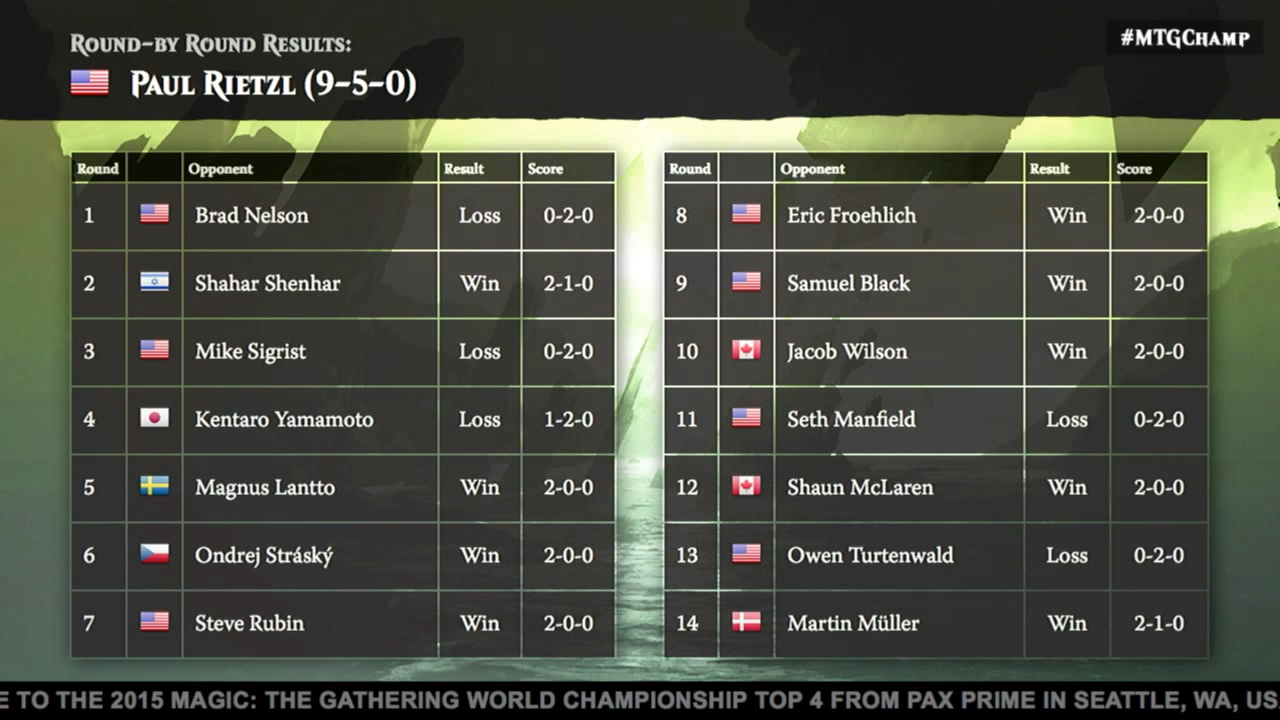 Round-by Round Results:
#MTGChamp
Paul Rietzl (9-5-0)
Round Opponent Result Score
1 Brad Nelson Loss 0-2-0
2 Shahar Shenhar Win 2-1-0
3 Mike Sigrist Loss 0-2-0
4 Kentaro Yamamoto Loss 1-2-0
5 Magnus Lantto Win 2-0-0
6 Ondrej Stráský Win 2-0-0
7 Steve Rubin Win 2-0-0
Round Opponent Result Score
8 Eric Froehlich Win 2-0-0
9 Samuel Black Win 2-0-0
10 Jacob Wilson Win 2-0-0
11 Seth Manfield Loss 0-2-0
12 Shaun McLaren Win 2-0-0
13 Owen Turtenwald Loss 0-2-0
14 Martin Müller Win 2-1-0
E TO THE 2015 MAGIC: THE GATHERING WORLD CHAMPIONSHIP TOP 4 FROM PAX PRIME IN SEATTLE, WA, US